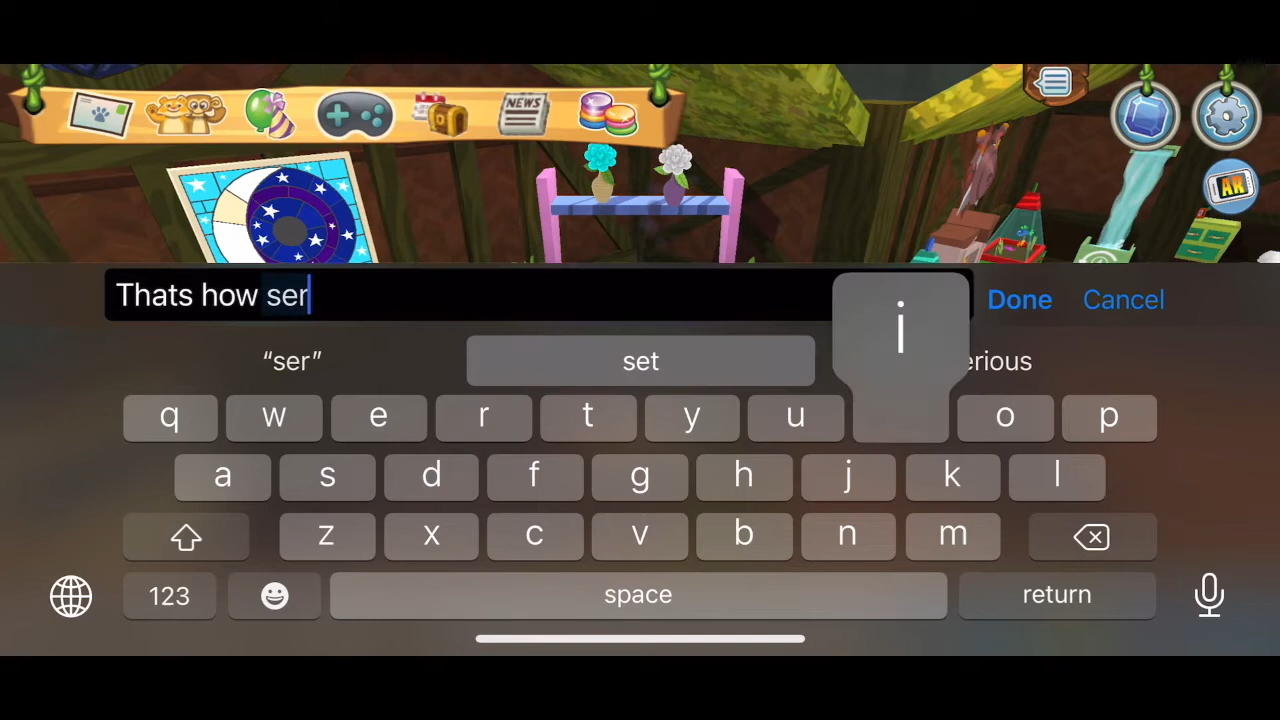 NEWS
AR
Thats how ser
Done
Cancel
i
“ser”
set
erious
q w e r t y u o p
a s d f g h j k l
z x c v b n m
123
space
return